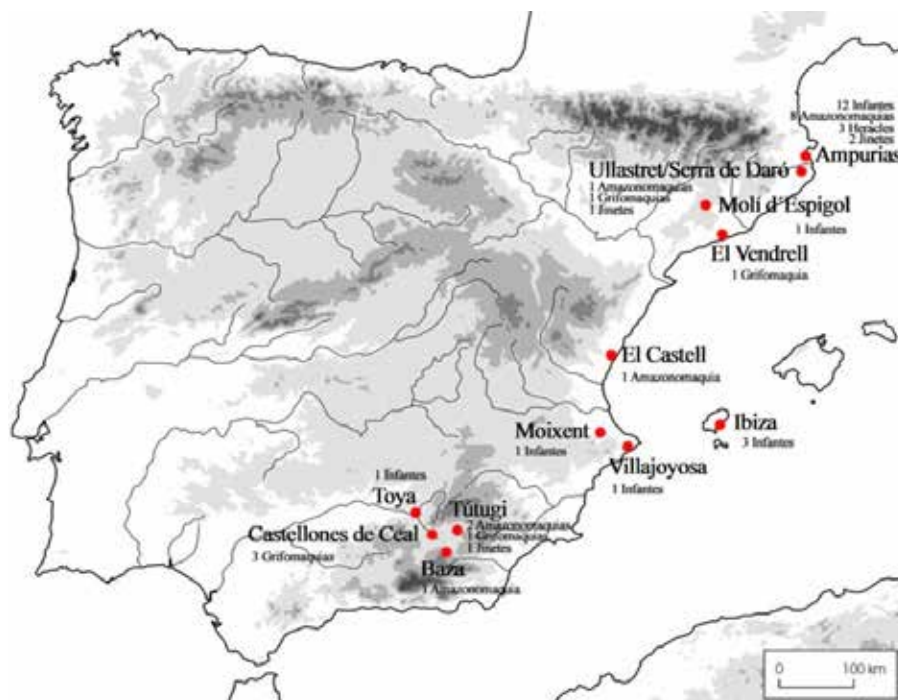 12 Infantes
8 Amazonomaquias
3 Heracles
2 Jinetes
Ampurias
Ullastret/Serra de Daró
1 Amazonomaquias
1 Grifomaquias
1 Jinetes
Molí d'Espigol
1 Infantes
El Vendrell
1 Grifomaquia
El Castell
1 Amazonomaquia
Ibiza
3 Infantes
Moixent
1 Infantes
Villajoyosa
1 Infantes
1 Infantes
Toya
Tútugi
2 Amazonomaquias
1 Grifomaquias
1 Jinetes
Castellones de Céal
3 Grifomaquias
Baza
1 Amazonomaquia
0 100 km